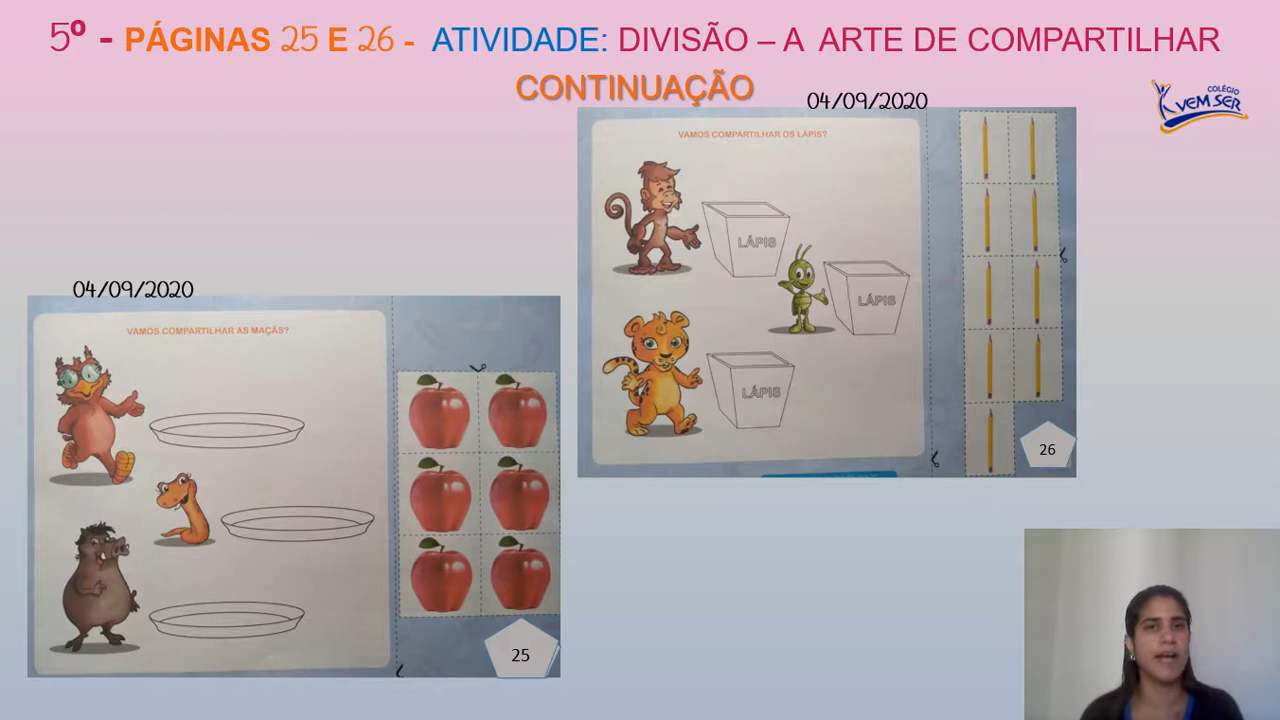 5º - PÁGINAS 25 E 26 - ATIVIDADE: DIVISÃO – A ARTE DE COMPARTILHAR
CONTINUAÇÃO
04/09/2020
COLÉGIO
VEM SER
VAMOS COMPARTILHAR OS LÁPIS?
LÁPIS
LÁPIS
LÁPIS
26
04/09/2020
VAMOS COMPARTILHAR AS MAÇÃS?
25